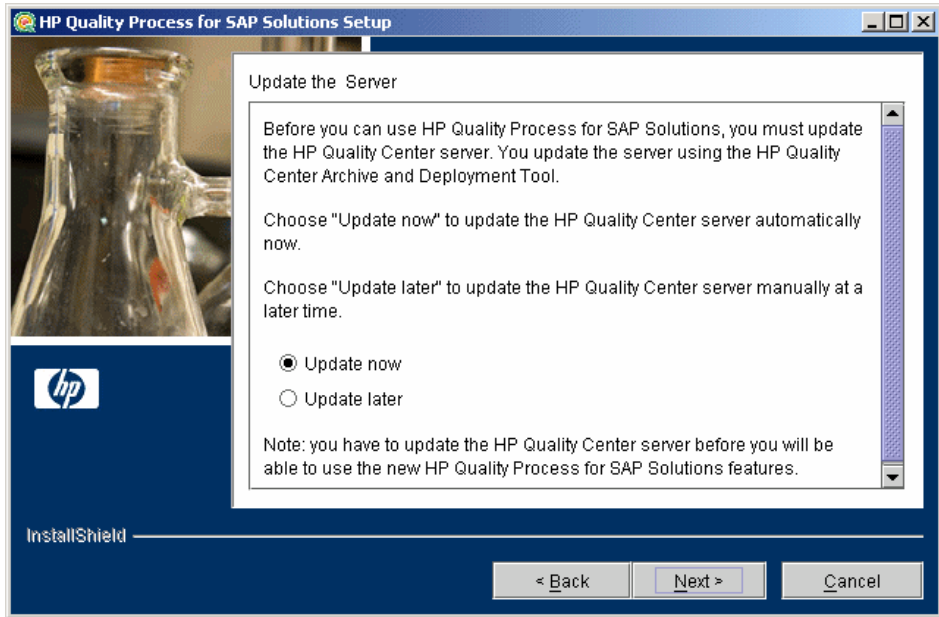 HP Quality Process for SAP Solutions Setup
Update the Server
Before you can use HP Quality Process for SAP Solutions, you must update
the HP Quality Center server. You update the server using the HP Quality
Center Archive and Deployment Tool.
Choose "Update now" to update the HP Quality Center server automatically
now.
Choose "Update later" to update the HP Quality Center server manually at a
later time.
Update now
Update later
Note: you have to update the HP Quality Center server before you will be
able to use the new HP Quality Process for SAP Solutions features.
hp
InstallShield
< Back
Next >
Cancel